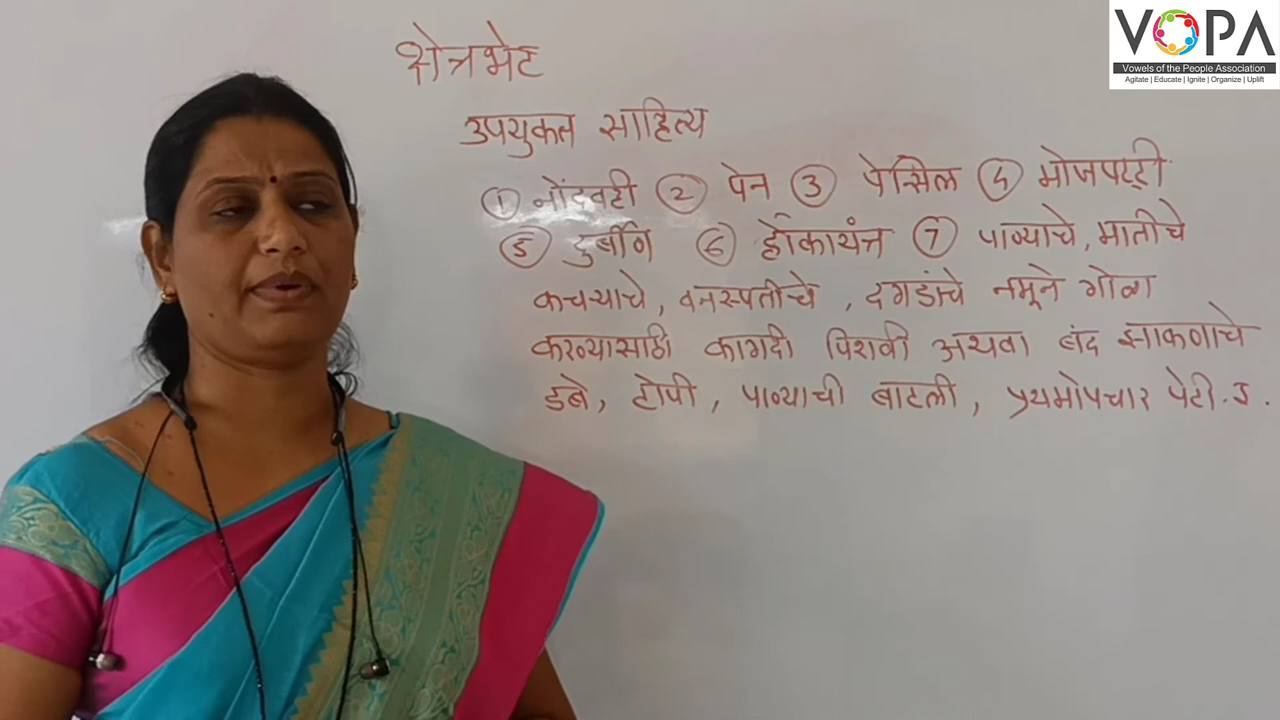 VOPA
Vowels of the People Association
Agitate | Educate | Ignite | Organize | Uplift
क्षेत्रभेट
उपयुक्त साहित्य
① नोंदवही ② पेन ③ पेन्सिल ④ मोजपट्टी
⑤ दुर्बीण ⑥ होकायंत्र ⑦ पाण्याचे, मातीचे
कचऱ्याचे, वनस्पतीचे, दगडांचे नमूने गोळा
करण्यासाठी कागदी पिशवी अथवा बंद झाकणाचे
डबे, टोपी, पाण्याची बाटली, प्रथमोपचार पेटी. इ.